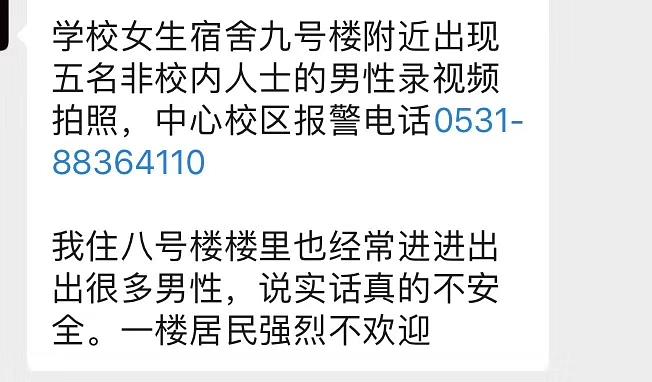 学校女生宿舍九号楼附近出现
五名非校内人士的男性录视频
拍照，中心校区报警电话0531-
88364110
我住八号楼楼里也经常进进出
出很多男性，说实话真的不安
全。一楼居民强烈不欢迎